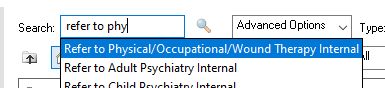 Search: refer to phy Advanced Options Type:
Refer to Physical/Occupational/Wound Therapy Internal All
Refer to Adult Psychiatry Internal
Refer to Child Psychiatry Internal